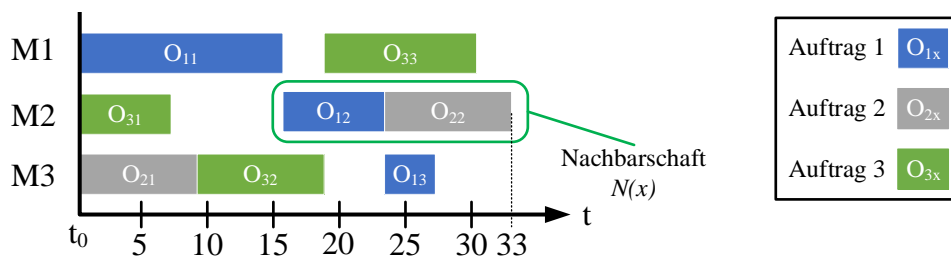 M1
O₁₁
O₃₃
M2
O₃₁
O₁₂
O₂₂
M3
O₂₁
O₃₂
O₁₃
Nachbarschaft
N(x)
t₀
5
10
15
20
25
30
33
t
Auftrag 1
O₁ₓ
Auftrag 2
O₂ₓ
Auftrag 3
O₃ₓ